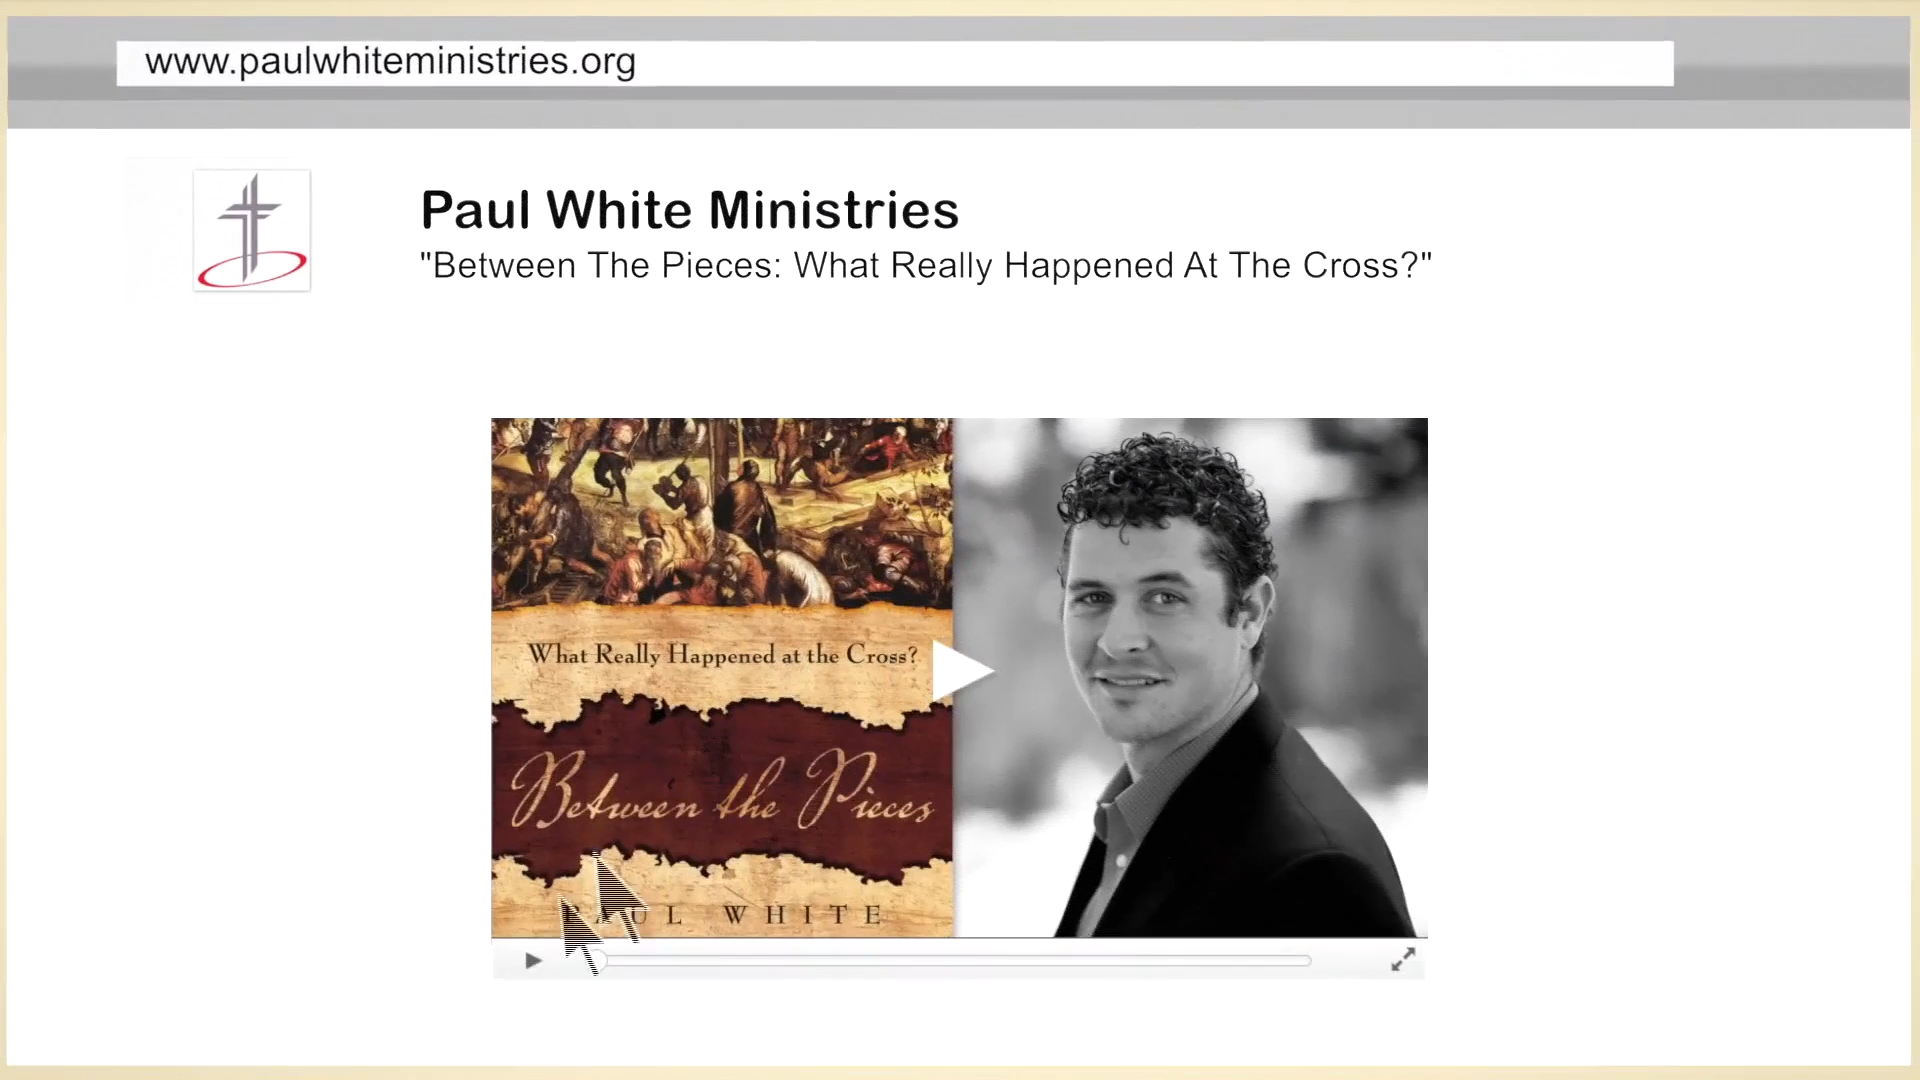 www.paulwhiteministries.org
Paul White Ministries
"Between The Pieces: What Really Happened At The Cross?"
What Really Happened at the Cross?
Between the Pieces
PAUL WHITE